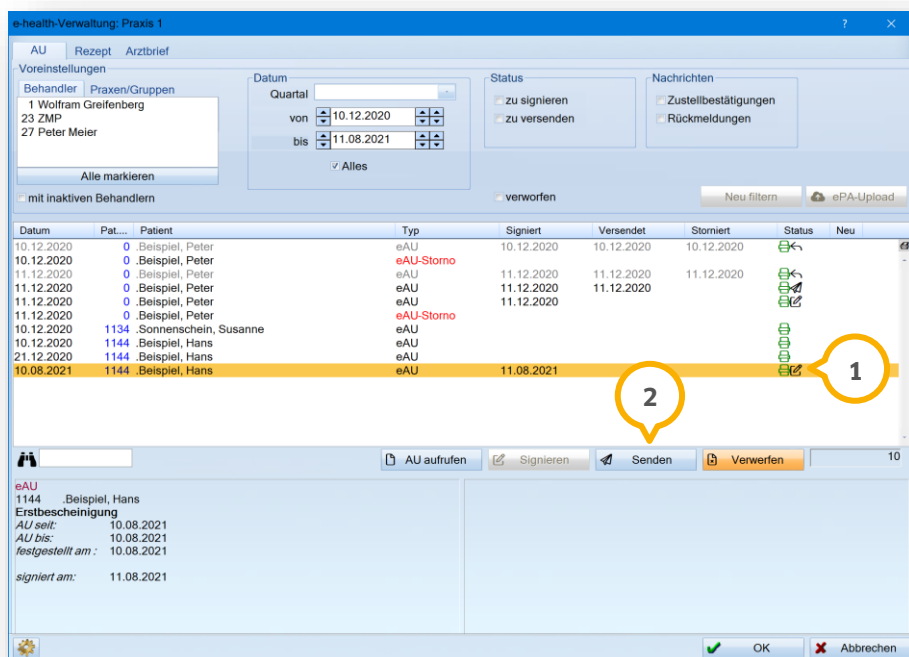 e-health-Verwaltung: Praxis 1 ?
AU Rezept Arztbrief
Voreinstellungen
Behandler Praxen/Gruppen
1 Wolfram Greifenberg
23 ZMP
27 Peter Meier
Alle markieren
mit inaktiven Behandlern
Datum
Quartal
von 10.12.2020
bis 11.08.2021
Alles
Status
zu signieren
zu versenden
Nachrichten
Zustellbestätigungen
Rückmeldungen
verworfen
Neu filtern
ePA-Upload
Datum Pat.... Patient Typ Signiert Versendet Storniert Status Neu
10.12.2020 0 .Beispiel, Peter eAU 10.12.2020 10.12.2020 10.12.2020
10.12.2020 0 .Beispiel, Peter eAU-Storno
11.12.2020 0 .Beispiel, Peter eAU 11.12.2020 11.12.2020 11.12.2020
11.12.2020 0 .Beispiel, Peter eAU 11.12.2020 11.12.2020
11.12.2020 0 .Beispiel, Peter eAU 11.12.2020
11.12.2020 0 .Beispiel, Peter eAU-Storno
10.12.2020 1134 .Sonnenschein, Susanne eAU
10.12.2020 1144 .Beispiel, Hans eAU
21.12.2020 1144 .Beispiel, Hans eAU
10.08.2021 1144 .Beispiel, Hans eAU 11.08.2021
1
2
AU aufrufen Signieren Senden Verwerfen 10
eAU
1144 .Beispiel, Hans
Erstbescheinigung
AU seit: 10.08.2021
AU bis: 10.08.2021
festgestellt am : 10.08.2021
signiert am: 11.08.2021
OK Abbrechen